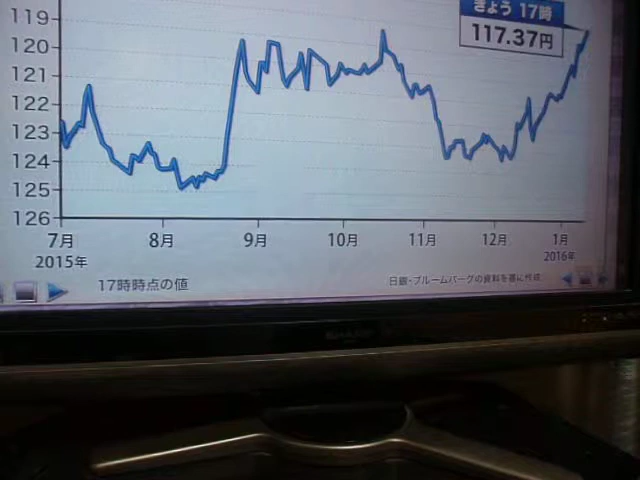 きょう 17時
117.37円
119
120
121
122
123
124
125
126
7月 8月 9月 10月 11月 12月 1月
2015年 2016年
17時時点の値
日銀・ブルームバーグの資料を基に作成
SHARP